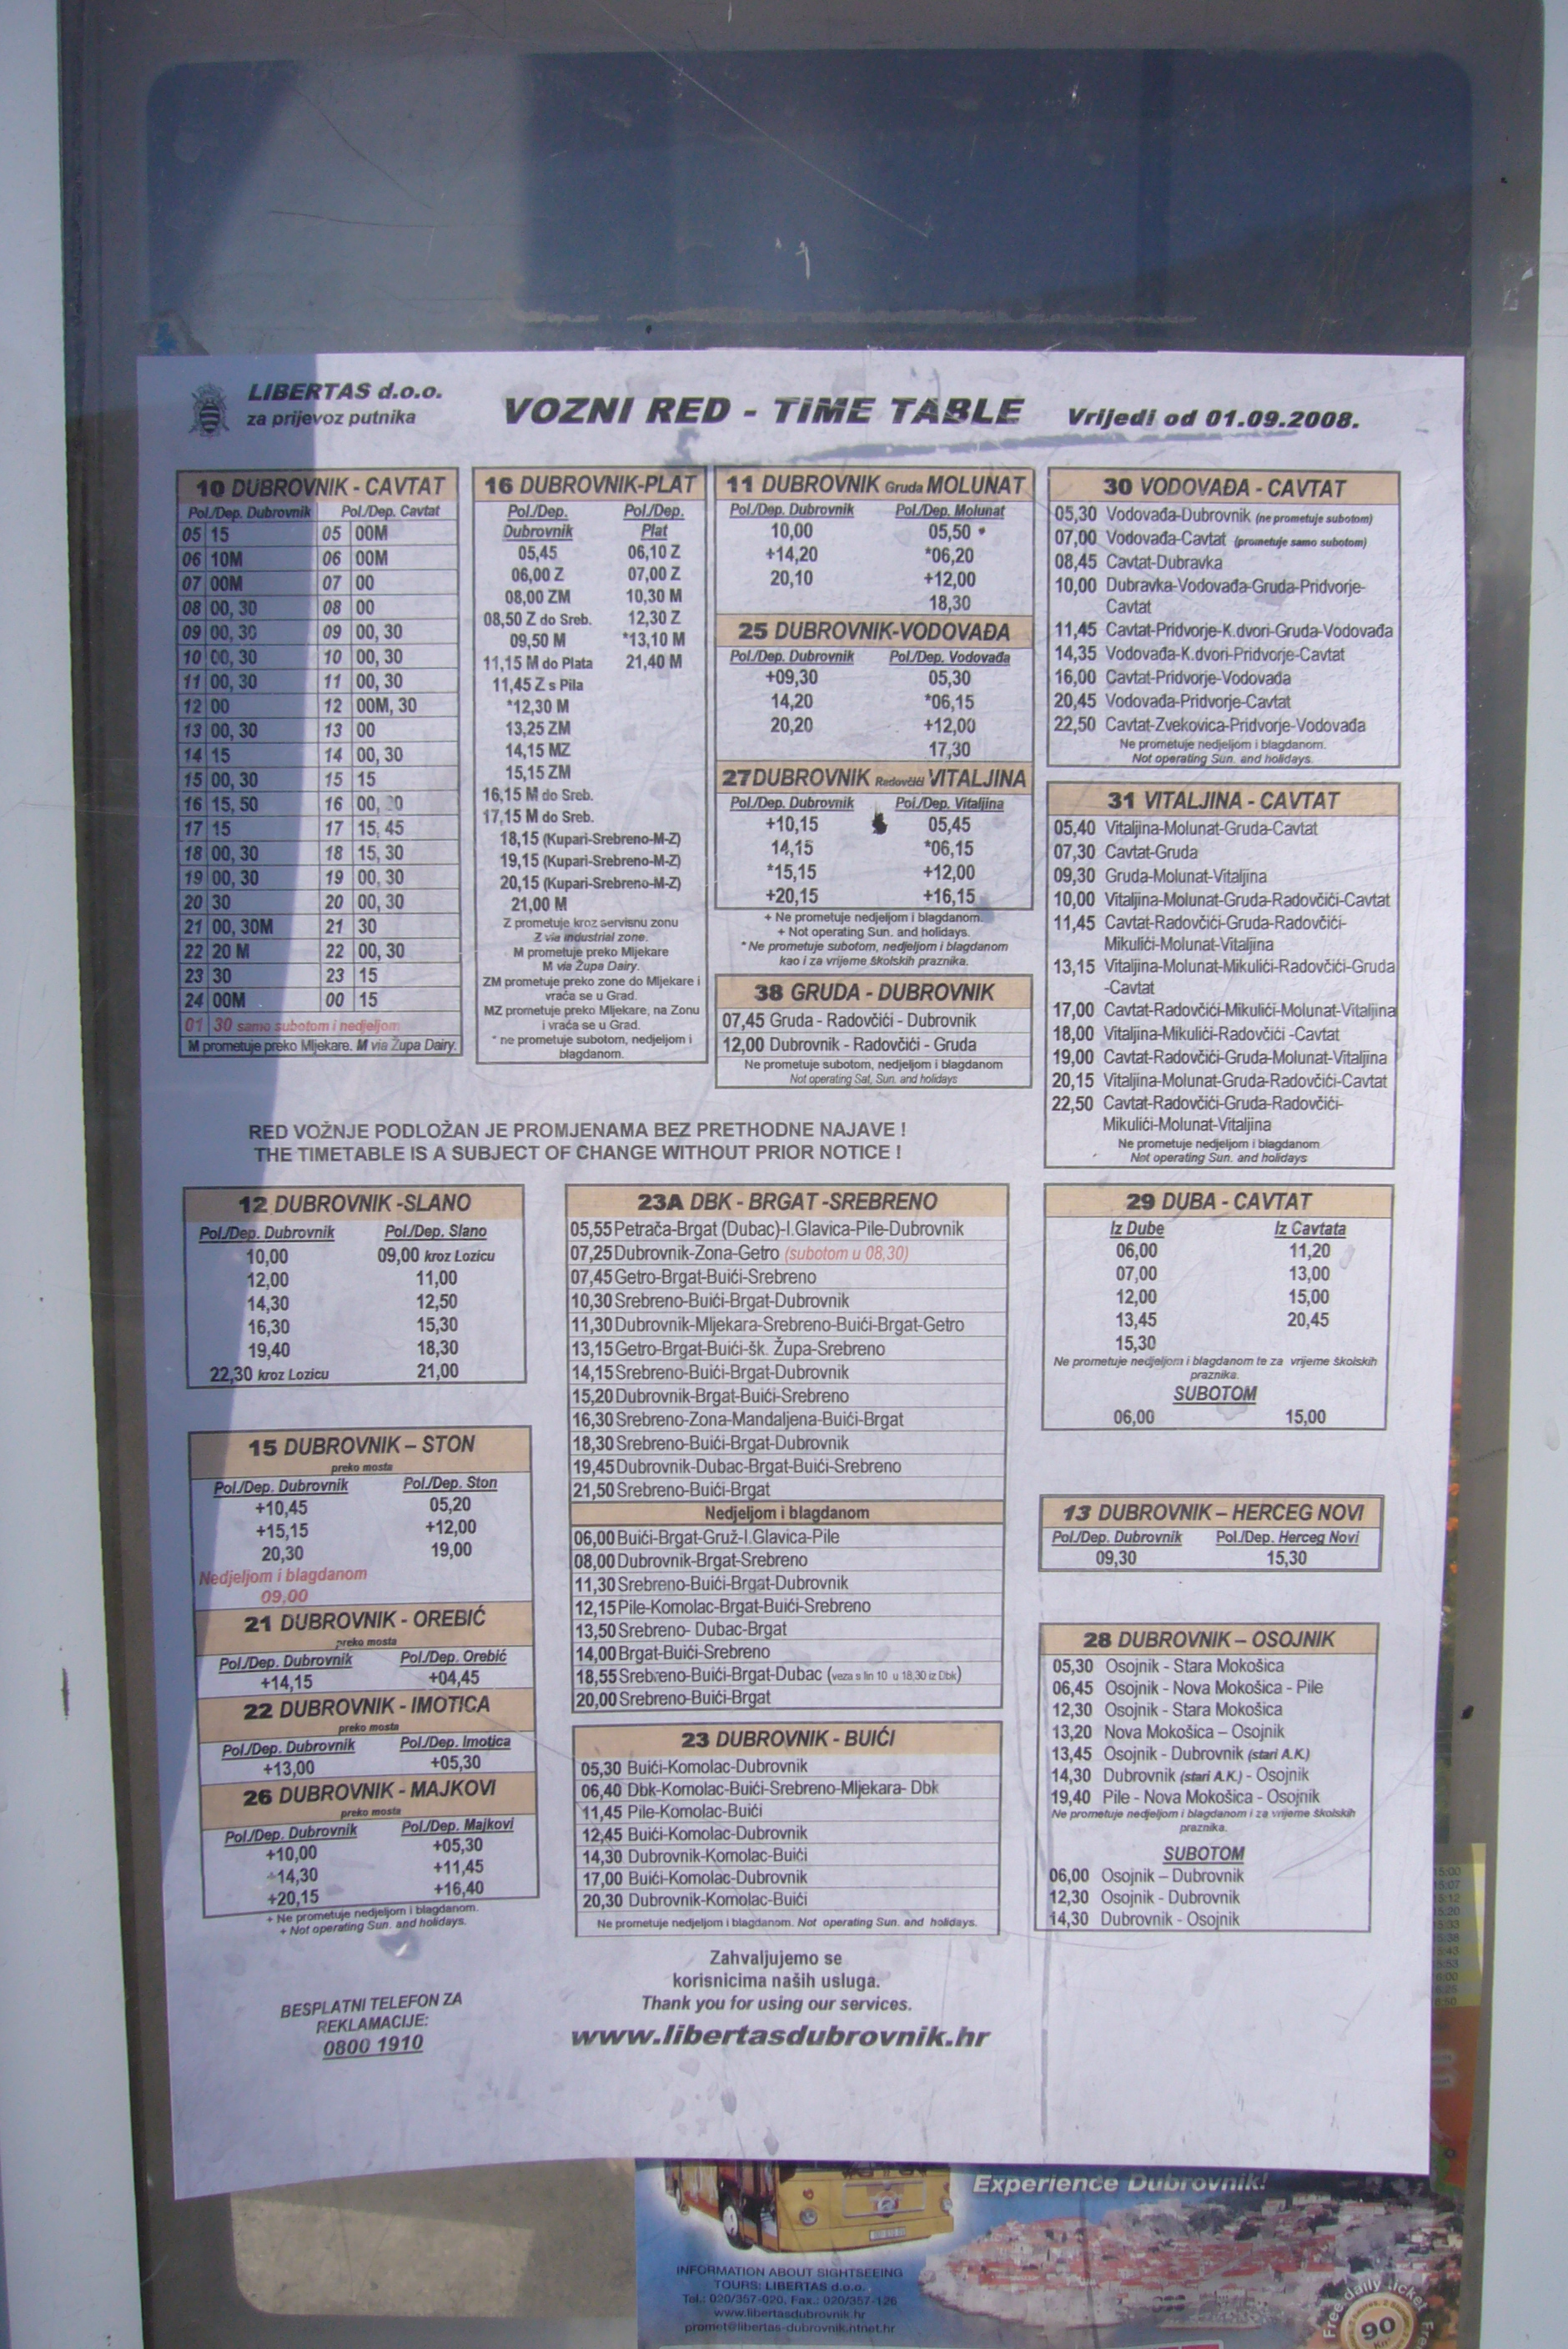 LIBERTAS d.o.o.
za prijevoz putnika
VOZNI RED - TIME TABLE
Vrijedi od 01.09.2008.
10 DUBROVNIK - CAVTAT
Pol./Dep. Dubrovnik Pol./Dep. Cavtat
05 15 05 00M
06 10M 06 00M
07 00M 07 00
08 00, 30 08 00
09 00, 30 09 00, 30
10 00, 30 10 00, 30
11 00, 30 11 00, 30
12 00 12 00M, 30
13 00, 30 13 00
14 15 14 00, 30
15 00, 30 15 15
16 15, 50 16 00,
17 15 17 15, 45
18 00, 30 18 15, 30
19 00, 30 19 00, 30
20 30 20 00, 30
21 00, 30M 21 30
22 20 M 22 00, 30
23 30 23 15
24 00M 00 15
01 30 samo subotom i nedjeljom
M prometuje preko Mljekare. M via Župa Dairy.
16 DUBROVNIK-PLAT
Pol./Dep. Pol./Dep.
Dubrovnik Plat
05,45 06,10 Z
06,00 Z 07,00 Z
08,00 ZM 10,30 M
08,50 Z do Sreb. 12,30 Z
09,50 M *13,10 M
11,15 M do Plata 21,40 M
11,45 Z s Pila
*12,30 M
13,25 ZM
14,15 MZ
15,15 ZM
16,15 M do Sreb.
17,15 M do Sreb.
18,15 (Kupari-Srebreno-M-Z)
19,15 (Kupari-Srebreno-M-Z)
20,15 (Kupari-Srebreno-M-Z)
21,00 M
Z prometuje kroz servisnu zonu
Z via industrial zone.
M prometuje preko Mljekare
M via Župa Dairy.
ZM prometuje preko zone do Mljekare i
vraća se u Grad.
MZ prometuje preko Mljekare, na Zonu
i vraća se u Grad.
* ne prometuje subotom, nedjeljom i
blagdanom.
11 DUBROVNIK Gruda MOLUNAT
Pol./Dep. Dubrovnik Pol./Dep. Molunat
10,00 05,50
+14,20 *06,20
20,10 +12,00
18,30
25 DUBROVNIK-VODOVAĐA
Pol./Dep. Dubrovnik Pol./Dep. Vodovađa
+09,30 05,30
14,20 *06,15
20,20 +12,00
17,30
27 DUBROVNIK Radovčići VITALJINA
Pol./Dep. Dubrovnik Pol./Dep. Vitaljina
+10,15 05,45
14,15 *06,15
*15,15 +12,00
+20,15 +16,15
+ Ne prometuje nedjeljom i blagdanom.
+ Not operating Sun. and holidays.
* Ne prometuje subotom, nedjeljom i blagdanom
kao i za vrijeme školskih praznika.
38 GRUDA - DUBROVNIK
07,45 Gruda - Radovčići - Dubrovnik
12,00 Dubrovnik - Radovčići - Gruda
Ne prometuje subotom, nedjeljom i blagdanom
Not operating Sat, Sun. and holidays
30 VODOVAĐA - CAVTAT
05,30 Vodovađa-Dubrovnik (ne prometuje subotom)
07,00 Vodovađa-Cavtat (prometuje samo subotom)
08,45 Cavtat-Dubravka
10,00 Dubravka-Vodovađa-Gruda-Pridvorje-
Cavtat
11,45 Cavtat-Pridvorje-K.dvori-Gruda-Vodovađa
14,35 Vodovađa-K.dvori-Pridvorje-Cavtat
16,00 Cavtat-Pridvorje-Vodovađa
20,45 Vodovađa-Pridvorje-Cavtat
22,50 Cavtat-Zvekovica-Pridvorje-Vodovađa
Ne prometuje nedjeljom i blagdanom.
Not operating Sun. and holidays.
31 VITALJINA - CAVTAT
05,40 Vitaljina-Molunat-Gruda-Cavtat
07,30 Cavtat-Gruda
09,30 Gruda-Molunat-Vitaljina
10,00 Vitaljina-Molunat-Gruda-Radovčići-Cavtat
11,45 Cavtat-Radovčići-Gruda-Radovčići-
Mikulići-Molunat-Vitaljina
13,15 Vitaljina-Molunat-Mikulići-Radovčići-Gruda
-Cavtat
17,00 Cavtat-Radovčići-Mikulići-Molunat-Vitaljina
18,00 Vitaljina-Mikulići-Radovčići -Cavtat
19,00 Cavtat-Radovčići-Gruda-Molunat-Vitaljina
20,15 Vitaljina-Molunat-Gruda-Radovčići-Cavtat
22,50 Cavtat-Radovčići-Gruda-Radovčići-
Mikulići-Molunat-Vitaljina
Ne prometuje nedjeljom i blagdanom
Not operating Sun. and holidays
RED VOŽNJE PODLOŽAN JE PROMJENAMA BEZ PRETHODNE NAJAVE !
THE TIMETABLE IS A SUBJECT OF CHANGE WITHOUT PRIOR NOTICE !
12 DUBROVNIK -SLANO
Pol./Dep. Dubrovnik Pol./Dep. Slano
10,00 09,00 kroz Lozicu
12,00 11,00
14,30 12,50
16,30 15,30
19,40 18,30
22,30 kroz Lozicu 21,00
15 DUBROVNIK – STON
preko mosta
Pol./Dep. Dubrovnik Pol./Dep. Ston
+10,45 05,20
+15,15 +12,00
20,30 19,00
Nedjeljom i blagdanom
09,00
21 DUBROVNIK - OREBIĆ
preko mosta
Pol./Dep. Dubrovnik Pol./Dep. Orebić
+14,15 +04,45
22 DUBROVNIK - IMOTICA
preko mosta
Pol./Dep. Dubrovnik Pol./Dep. Imotica
+13,00 +05,30
26 DUBROVNIK - MAJKOVI
preko mosta
Pol./Dep. Dubrovnik Pol./Dep. Majkovi
+10,00 +05,30
+14,30 +11,45
+20,15 +16,40
+ Ne prometuje nedjeljom i blagdanom.
+ Not operating Sun. and holidays.
23A DBK - BRGAT -SREBRENO
05,55 Petrača-Brgat (Dubac)-I.Glavica-Pile-Dubrovnik
07,25 Dubrovnik-Zona-Getro (subotom u 08,30)
07,45 Getro-Brgat-Buići-Srebreno
10,30 Srebreno-Buići-Brgat-Dubrovnik
11,30 Dubrovnik-Mljekara-Srebreno-Buići-Brgat-Getro
13,15 Getro-Brgat-Buići-šk. Župa-Srebreno
14,15 Srebreno-Buići-Brgat-Dubrovnik
15,20 Dubrovnik-Brgat-Buići-Srebreno
16,30 Srebreno-Zona-Mandaljena-Buići-Brgat
18,30 Srebreno-Buići-Brgat-Dubrovnik
19,45 Dubrovnik-Dubac-Brgat-Buići-Srebreno
21,50 Srebreno-Buići-Brgat
Nedjeljom i blagdanom
06,00 Buići-Brgat-Gruž-I.Glavica-Pile
08,00 Dubrovnik-Brgat-Srebreno
11,30 Srebreno-Buići-Brgat-Dubrovnik
12,15 Pile-Komolac-Brgat-Buići-Srebreno
13,50 Srebreno- Dubac-Brgat
14,00 Brgat-Buići-Srebreno
18,55 Srebreno-Buići-Brgat-Dubac (veza s lin 10 u 18,30 iz Dbk)
20,00 Srebreno-Buići-Brgat
23 DUBROVNIK - BUIĆI
05,30 Buići-Komolac-Dubrovnik
06,40 Dbk-Komolac-Buići-Srebreno-Mljekara- Dbk
11,45 Pile-Komolac-Buići
12,45 Buići-Komolac-Dubrovnik
14,30 Dubrovnik-Komolac-Buići
17,00 Buići-Komolac-Dubrovnik
20,30 Dubrovnik-Komolac-Buići
Ne prometuje nedjeljom i blagdanom. Not operating Sun. and holidays.
29 DUBA - CAVTAT
Iz Dube Iz Cavtata
06,00 11,20
07,00 13,00
12,00 15,00
13,45 20,45
15,30
Ne prometuje nedjeljom i blagdanom te za vrijeme školskih
praznika.
SUBOTOM
06,00 15,00
13 DUBROVNIK – HERCEG NOVI
Pol./Dep. Dubrovnik Pol./Dep. Herceg Novi
09,30 15,30
28 DUBROVNIK – OSOJNIK
05,30 Osojnik - Stara Mokošica
06,45 Osojnik - Nova Mokošica - Pile
12,30 Osojnik - Stara Mokošica
13,20 Nova Mokošica – Osojnik
13,45 Osojnik - Dubrovnik (stari A.K.)
14,30 Dubrovnik (stari A.K.) - Osojnik
19,40 Pile - Nova Mokošica - Osojnik
Ne prometuje nedjeljom i blagdanom i za vrijeme školskih
praznika.
SUBOTOM
06,00 Osojnik – Dubrovnik
12,30 Osojnik - Dubrovnik
14,30 Dubrovnik - Osojnik
BESPLATNI TELEFON ZA
REKLAMACIJE:
0800 1910
Zahvaljujemo se
korisnicima naših usluga.
Thank you for using our services.
www.libertasdubrovnik.hr
Experience Dubrovnik!
INFORMATION ABOUT SIGHTSEEING
TOURS: LIBERTAS d.o.o.
Tel.: 020/357-020, Fax.: 020/357-126
www.libertasdubrovnik.hr
promet@libertas-dubrovnik.htnet.hr
Free daily ticket
90